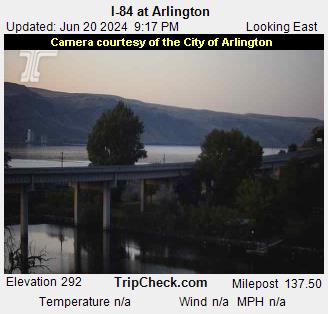 I-84 at Arlington
Updated: Jun 20 2024 9:17 PM Looking East
Camera courtesy of the City of Arlington
Elevation 292 TripCheck.com Milepost 137.50
Temperature n/a Wind n/a MPH n/a